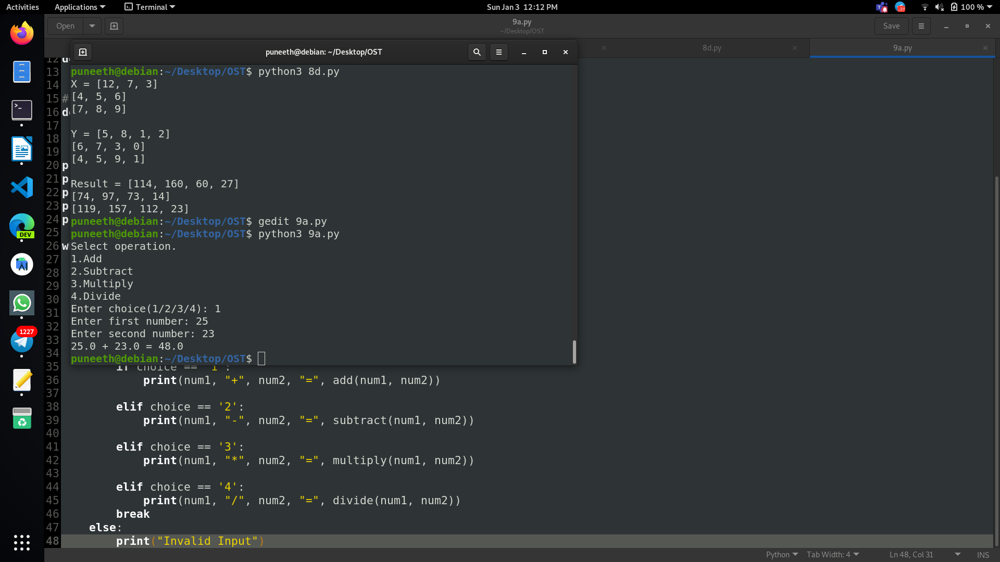 Activities Applications Terminal Sun Jan 3 12:12 PM 100 %
Open 9a.py Save
~/Desktop/OST
8d.py 9a.py
puneeth@debian: ~/Desktop/OST
12
13 puneeth@debian:~/Desktop/OST$ python3 8d.py
14 X = [12, 7, 3]
15 # [4, 5, 6]
16 d [7, 8, 9]
17
18 Y = [5, 8, 1, 2]
19 [6, 7, 3, 0]
[4, 5, 9, 1]
20 p
21 p Result = [114, 160, 60, 27]
22 p [74, 97, 73, 14]
23 p [119, 157, 112, 23]
24 p puneeth@debian:~/Desktop/OST$ gedit 9a.py
25 puneeth@debian:~/Desktop/OST$ python3 9a.py
26 w Select operation.
27 1.Add
28 2.Subtract
29 3.Multiply
30 4.Divide
31 Enter choice(1/2/3/4): 1
32 Enter first number: 25
33 Enter second number: 23
34 25.0 + 23.0 = 48.0
puneeth@debian:~/Desktop/OST$
35 if choice == '1':
36 print(num1, "+", num2, "=", add(num1, num2))
37
38 elif choice == '2':
39 print(num1, "-", num2, "=", subtract(num1, num2))
40
41 elif choice == '3':
42 print(num1, "*", num2, "=", multiply(num1, num2))
43
44 elif choice == '4':
45 print(num1, "/", num2, "=", divide(num1, num2))
46 break
47 else:
48 print("Invalid Input")
Python Tab Width: 4 Ln 48, Col 31 INS
DEV
1227